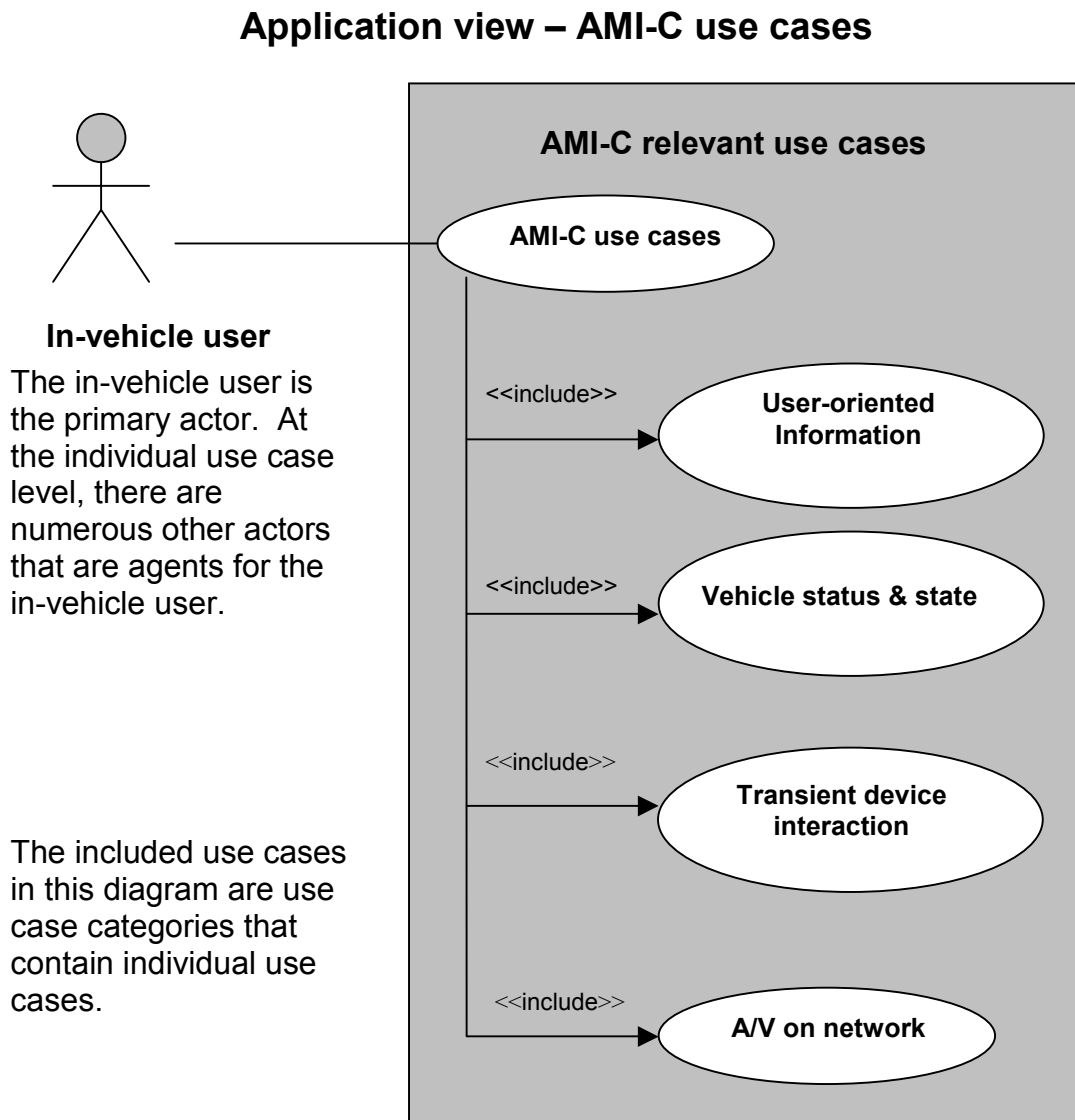 Application view – AMI-C use cases
AMI-C relevant use cases
AMI-C use cases
In-vehicle user
The in-vehicle user is
the primary actor.  At
the individual use case
level, there are
numerous other actors
that are agents for the
in-vehicle user.
<<include>>
User-oriented
Information
<<include>>
Vehicle status & state
<<include>>
Transient device
interaction
The included use cases
in this diagram are use
case categories that
contain individual use
cases.
<<include>>
A/V on network